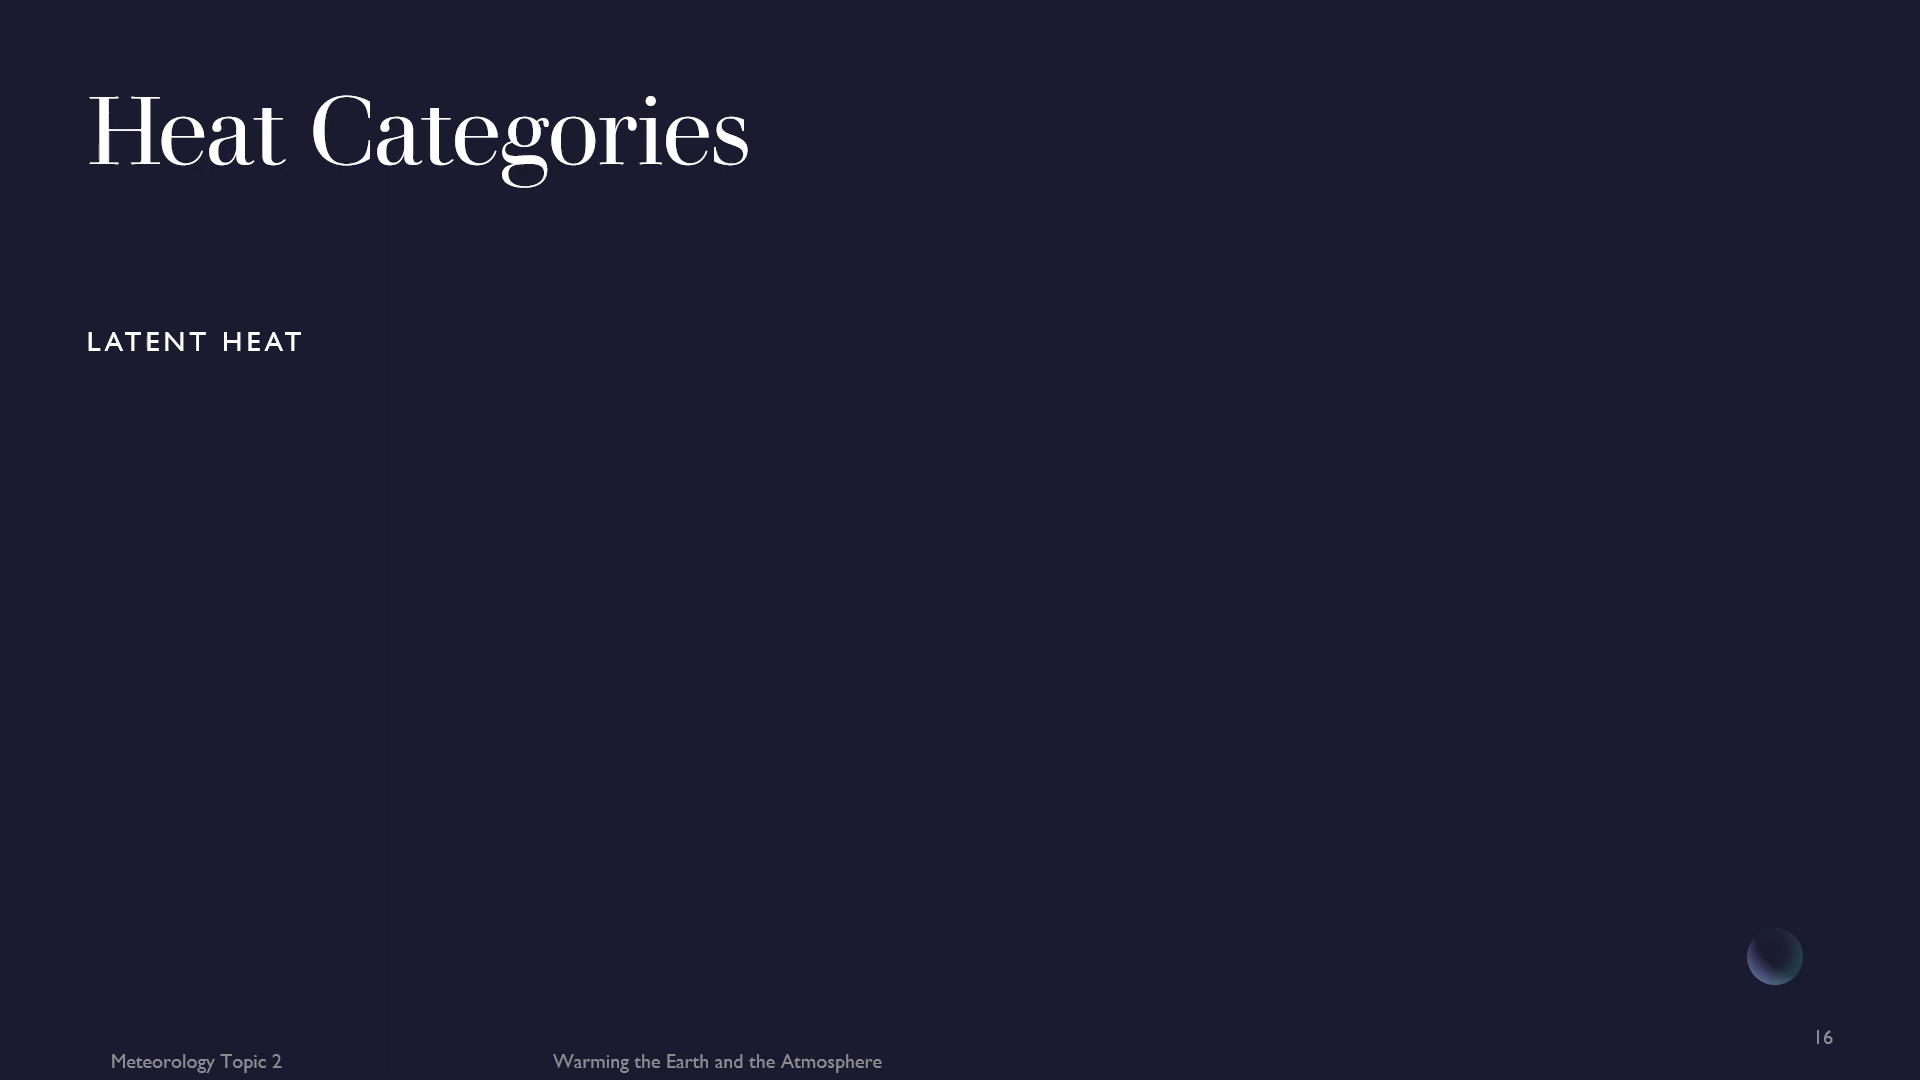 Heat Categories
LATENT HEAT
16
Meteorology Topic 2
Warming the Earth and the Atmosphere